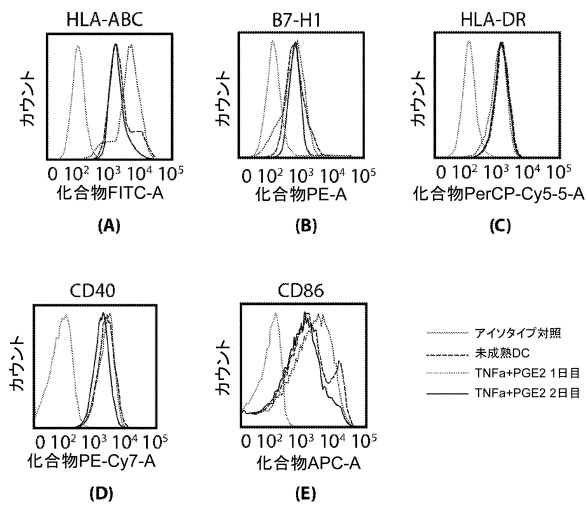 HLA-ABC
カウント
0 10² 10³ 10⁴ 10⁵
化合物FITC-A
(A)
B7-H1
カウント
0 10² 10³ 10⁴ 10⁵
化合物PE-A
(B)
HLA-DR
カウント
0 10² 10³ 10⁴ 10⁵
化合物PerCP-Cy5-5-A
(C)
CD40
カウント
0 10² 10³ 10⁴ 10⁵
化合物PE-Cy7-A
(D)
CD86
カウント
0 10² 10³ 10⁴ 10⁵
化合物APC-A
(E)
アイソタイプ対照
未成熟DC
TNFa+PGE2 1日目
TNFa+PGE2 2日目